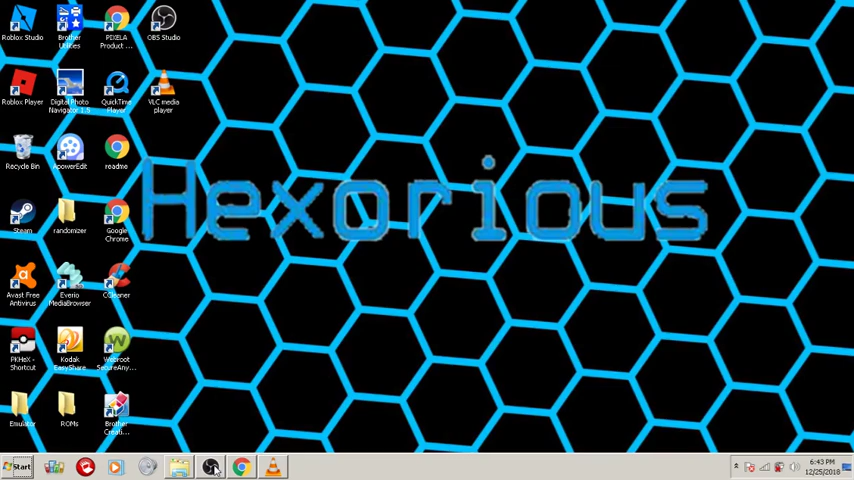 Roblox Studio
Brother Utilities
PIXELA Product ...
OBS Studio
Roblox Player
Digital Photo Navigator 1.5
QuickTime Player
VLC media player
Recycle Bin
ApowerEdit
readme
Hexorious
Steam
randomizer
Google Chrome
Avast Free Antivirus
Everio MediaBrowser
CCleaner
PKHeX - Shortcut
Kodak EasyShare
Webroot SecureAny...
Emulator
ROMs
Brother Creati...
Start
6:43 PM
12/25/2018